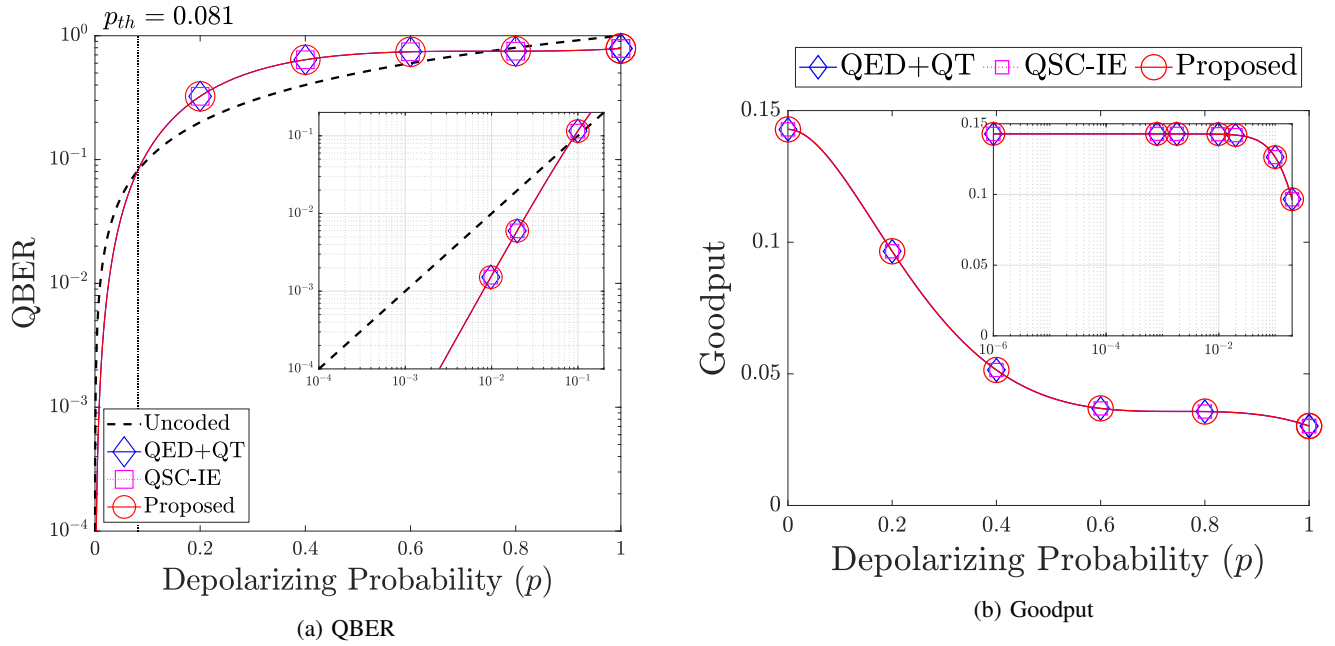 p_{th} = 0.081
10^0
10^{-1}
10^{-2}
10^{-3}
10^{-4}
QBER
10^{-1}
10^{-2}
10^{-3}
10^{-4}
10^{-4} 10^{-3} 10^{-2} 10^{-1}
Uncoded
QED+QT
QSC-IE
Proposed
0 0.2 0.4 0.6 0.8 1
Depolarizing Probability (p)
(a) QBER
QED+QT QSC-IE Proposed
0.15
0.1
0.05
0
Goodput
0.15
0.1
0.05
0
10^{-6} 10^{-4} 10^{-2}
0 0.2 0.4 0.6 0.8 1
Depolarizing Probability (p)
(b) Goodput